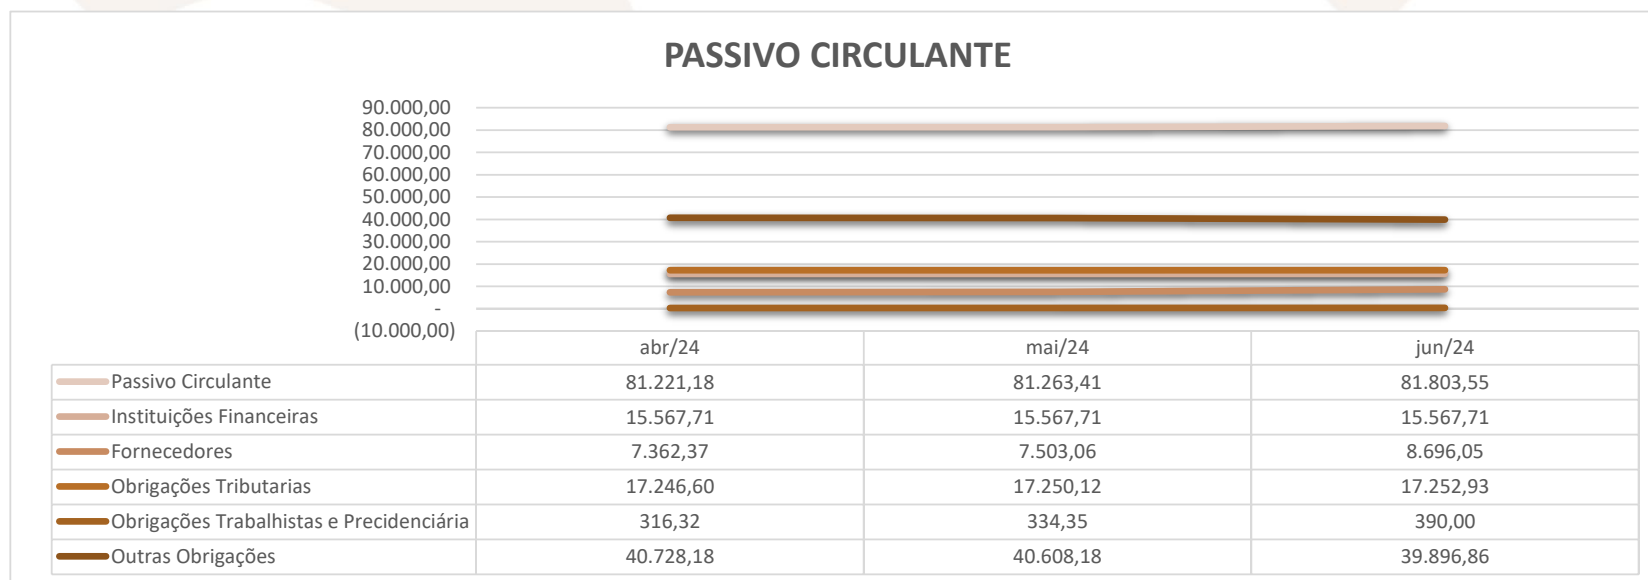 PASSIVO CIRCULANTE
90.000,00
80.000,00
70.000,00
60.000,00
50.000,00
40.000,00
30.000,00
20.000,00
10.000,00
-
(10.000,00)
abr/24 mai/24 jun/24
Passivo Circulante 81.221,18 81.263,41 81.803,55
Instituições Financeiras 15.567,71 15.567,71 15.567,71
Fornecedores 7.362,37 7.503,06 8.696,05
Obrigações Tributarias 17.246,60 17.250,12 17.252,93
Obrigações Trabalhistas e Precidenciária 316,32 334,35 390,00
Outras Obrigações 40.728,18 40.608,18 39.896,86